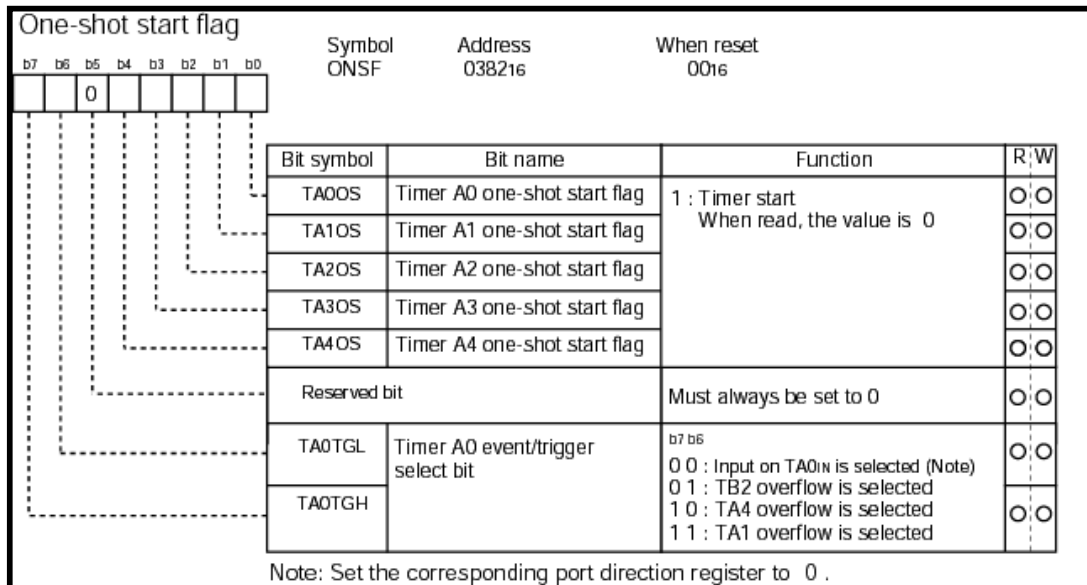 One-shot start flag
Symbol Address When reset
ONSF 038216 0016
b7 b6 b5 b4 b3 b2 b1 b0
0
Bit symbol Bit name Function R W
TA0OS Timer A0 one-shot start flag 1 : Timer start
When read, the value is 0
TA1OS Timer A1 one-shot start flag
TA2OS Timer A2 one-shot start flag
TA3OS Timer A3 one-shot start flag
TA4OS Timer A4 one-shot start flag
Reserved bit Must always be set to 0
TA0TGL Timer A0 event/trigger
select bit
b7 b6
0 0 : Input on TA0IN is selected (Note)
0 1 : TB2 overflow is selected
1 0 : TA4 overflow is selected
1 1 : TA1 overflow is selected
TA0TGH
Note: Set the corresponding port direction register to 0 .